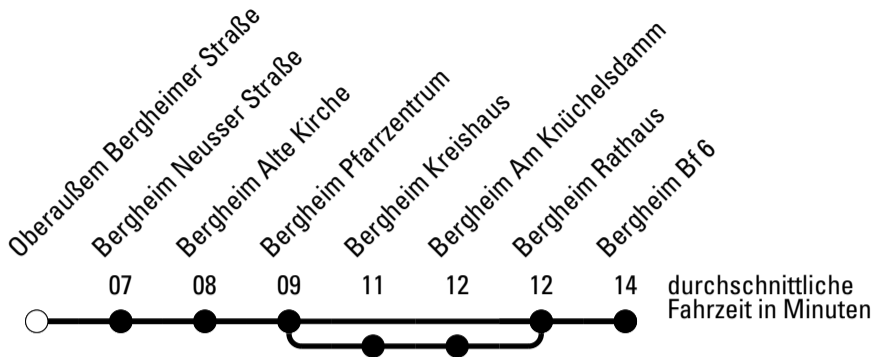 Oberaußem Bergheimer Straße
Bergheim Neusser Straße
Bergheim Alte Kirche
Bergheim Pfarrzentrum
Bergheim Kreishaus
Bergheim Am Knüchelsdamm
Bergheim Rathaus
Bergheim Bf 6
07 08 09 11 12 12 14
durchschnittliche
Fahrzeit in Minuten